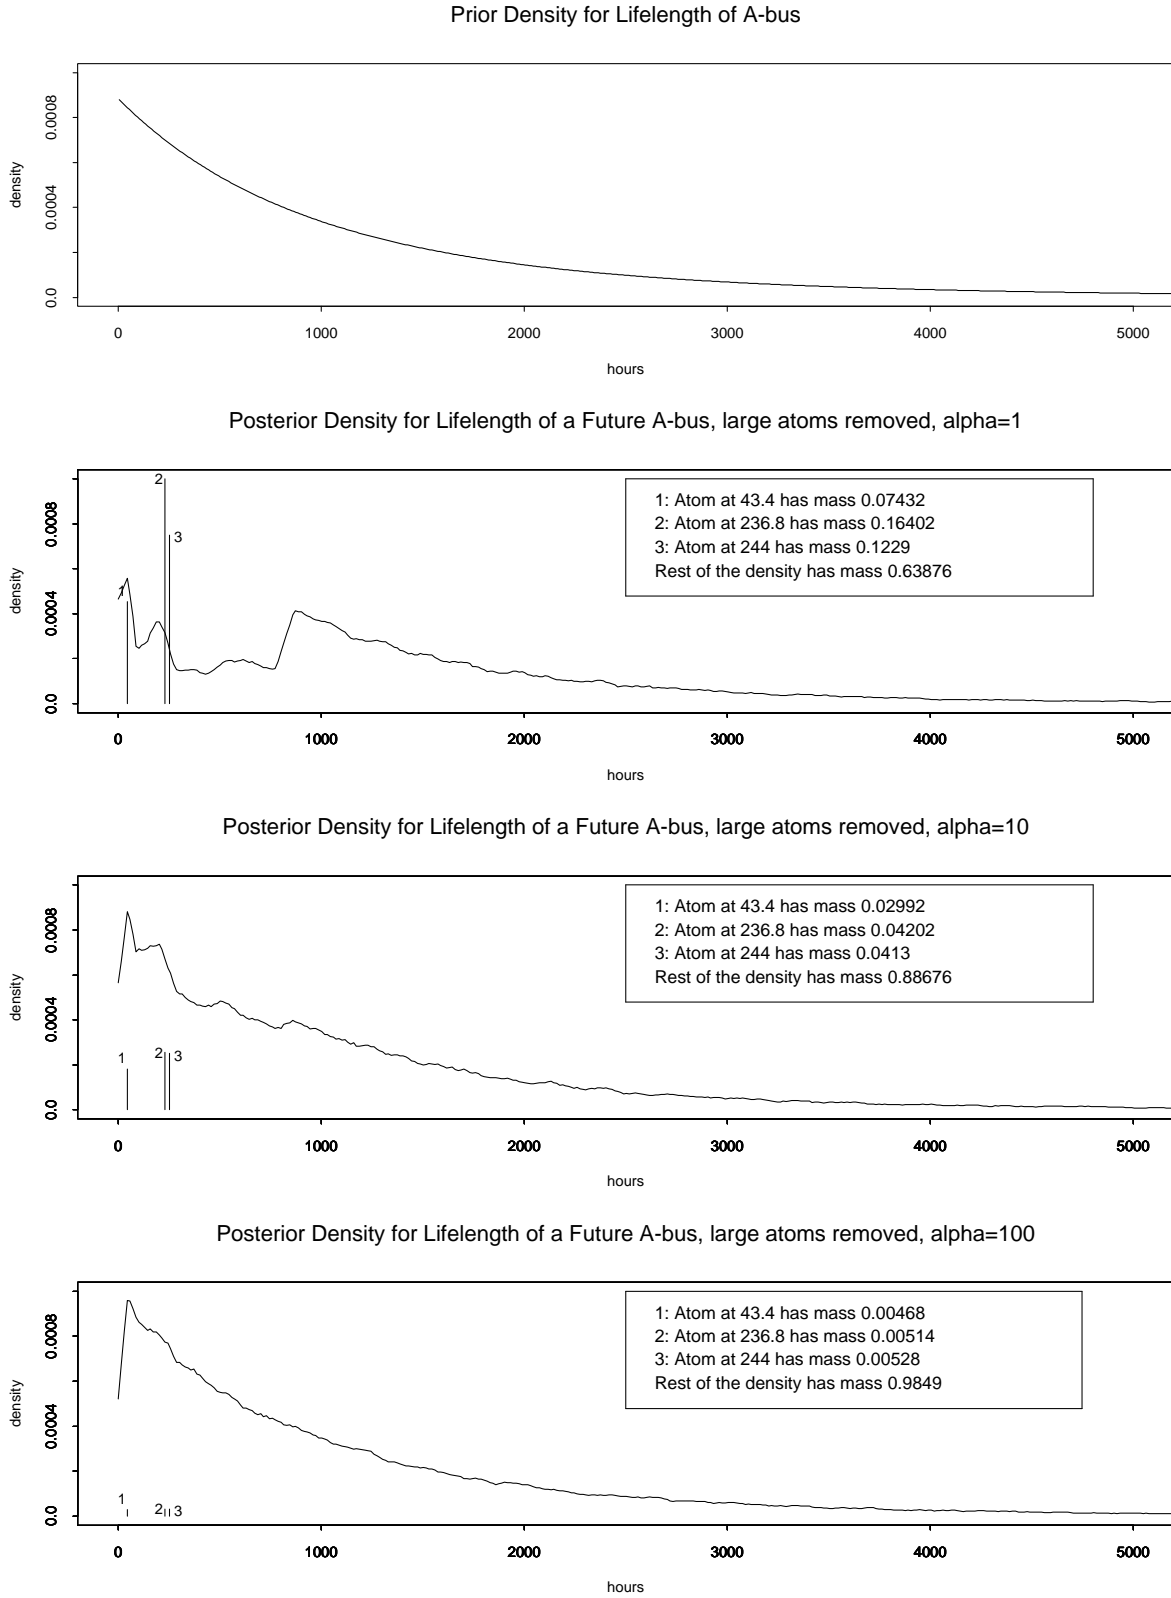 Prior Density for Lifelength of A-bus
density
0.0008
0.0004
0.0
0 1000 2000 3000 4000 5000
hours
Posterior Density for Lifelength of a Future A-bus, large atoms removed, alpha=1
density
0.0008
0.0004
0.0
1
2
3
1: Atom at 43.4 has mass 0.07432
2: Atom at 236.8 has mass 0.16402
3: Atom at 244 has mass 0.1229
Rest of the density has mass 0.63876
0 1000 2000 3000 4000 5000
hours
Posterior Density for Lifelength of a Future A-bus, large atoms removed, alpha=10
density
0.0008
0.0004
0.0
1
2
3
1: Atom at 43.4 has mass 0.02992
2: Atom at 236.8 has mass 0.04202
3: Atom at 244 has mass 0.0413
Rest of the density has mass 0.88676
0 1000 2000 3000 4000 5000
hours
Posterior Density for Lifelength of a Future A-bus, large atoms removed, alpha=100
density
0.0008
0.0004
0.0
1
2
3
1: Atom at 43.4 has mass 0.00468
2: Atom at 236.8 has mass 0.00514
3: Atom at 244 has mass 0.00528
Rest of the density has mass 0.9849
0 1000 2000 3000 4000 5000
hours